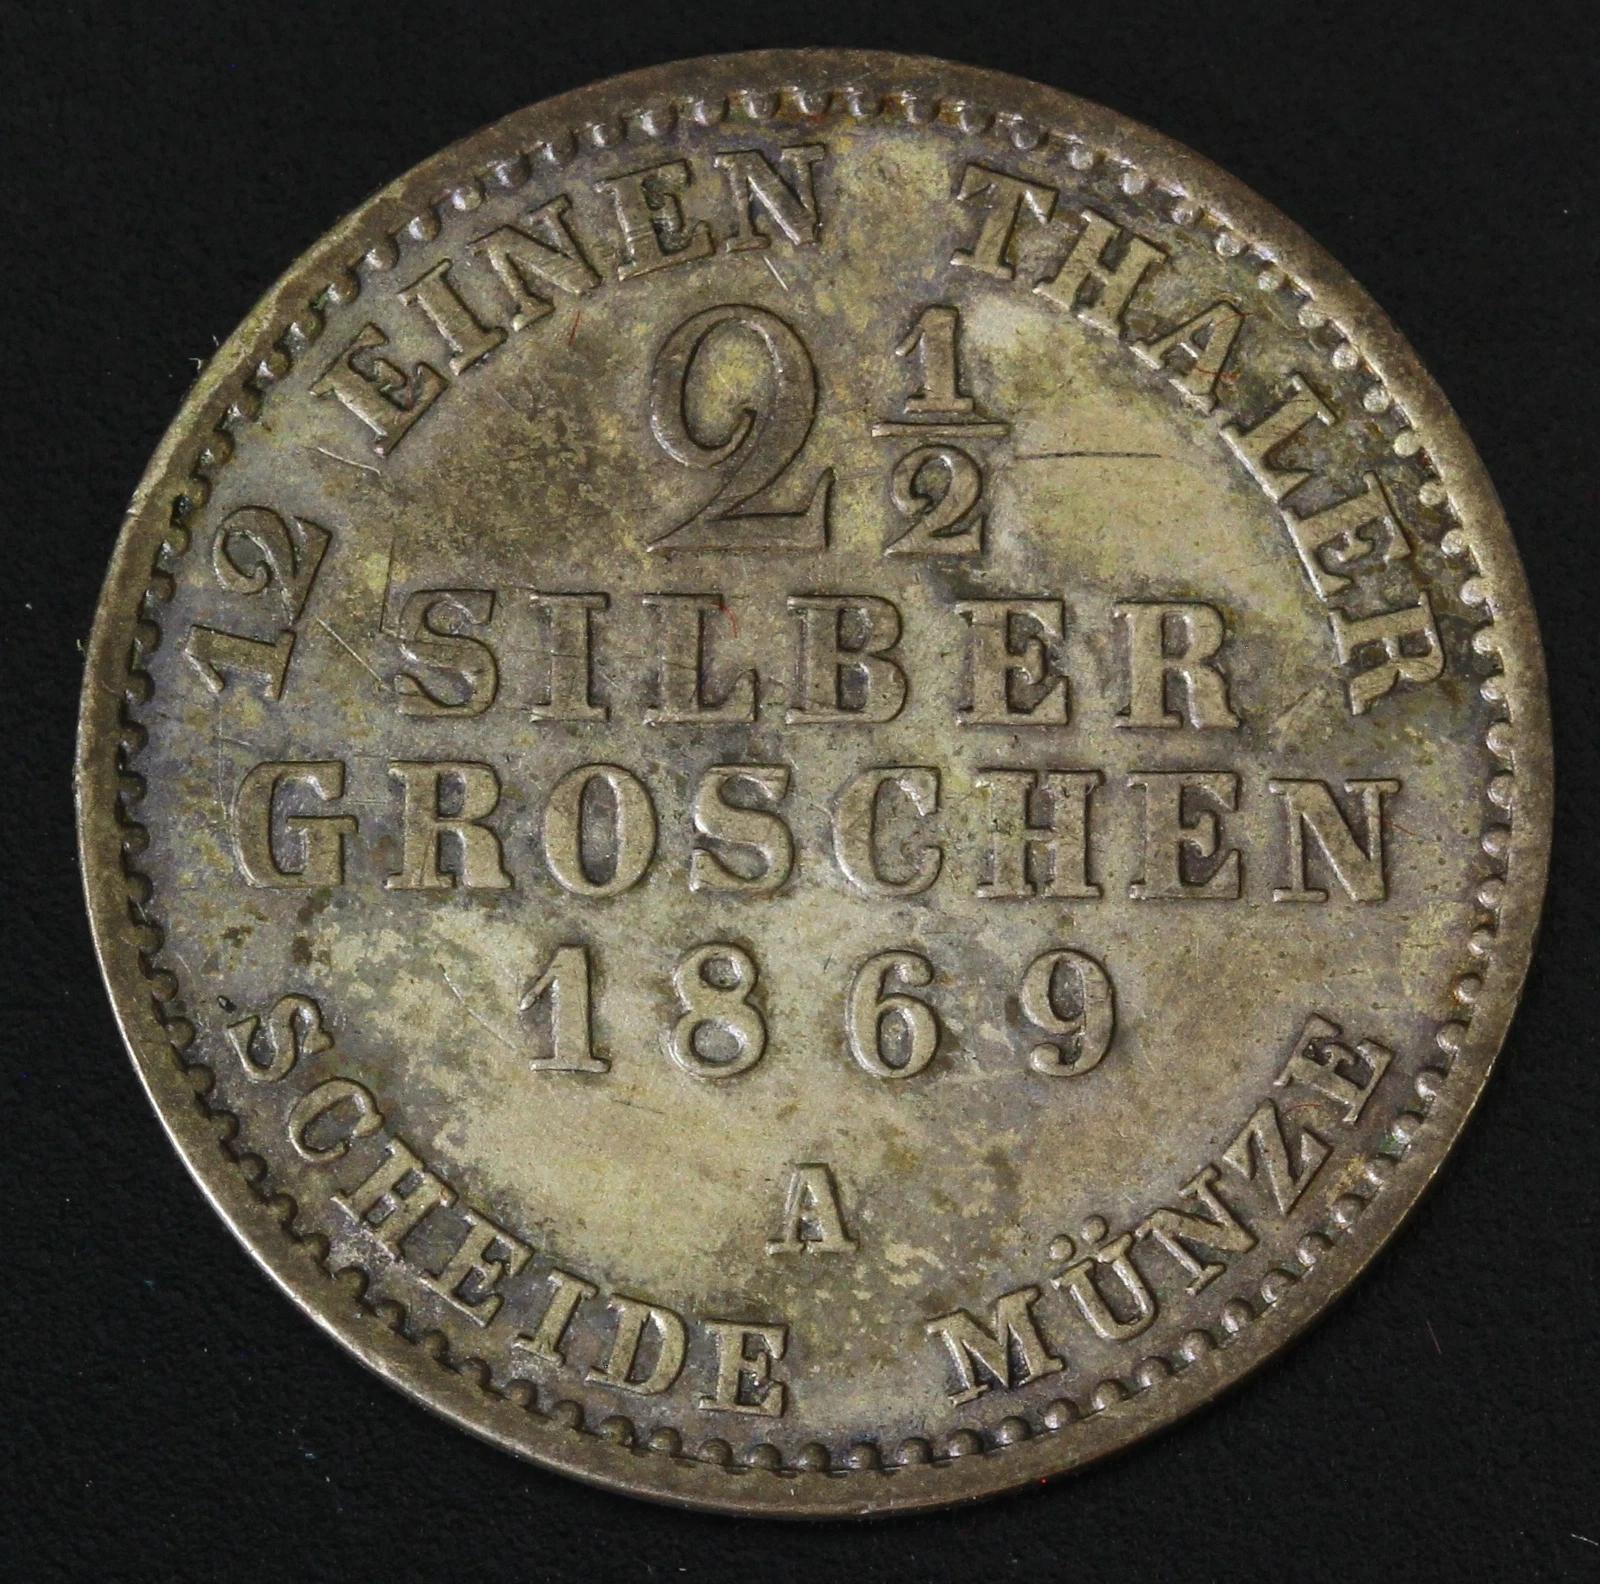 12 EINEN THALER
2 1/2
SILBER
GROSCHEN
1869
A
SCHEIDE MÜNZE